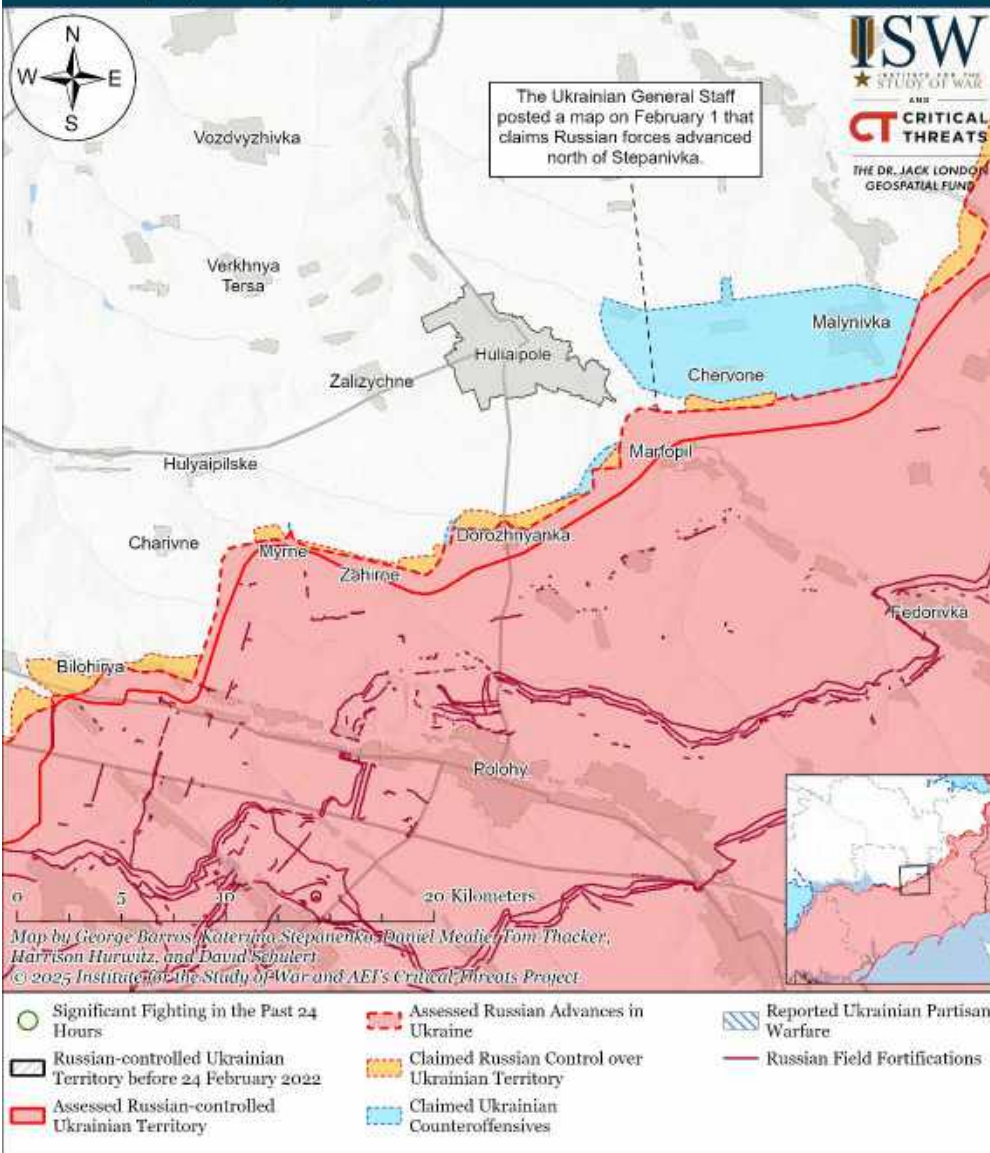 N
W E
S
ISW
INSTITUTE FOR THE
STUDY OF WAR
AND
CT CRITICAL
THREATS
THE DR. JACK LONDON
GEOSPATIAL FUND
The Ukrainian General Staff
posted a map on February 1 that
claims Russian forces advanced
north of Stepanivka.
Vozdvyzhivka
Verkhnya
Tersa
Malynivka
Huliaipole
Zalizychne
Chervone
Marfopil
Hulyaipilske
Dorozhnyanka
Charivne
Myrne
Zahirne
Fedorivka
Bilohirya
Polohy
0 5 10 20 Kilometers
Map by George Barros, Kateryna Stepanenko, Daniel Mealie, Tom Thacker,
Harrison Hurwitz, and David Schulert
© 2025 Institute for the Study of War and AEI's Critical Threats Project
Significant Fighting in the Past 24
Hours
Russian-controlled Ukrainian
Territory before 24 February 2022
Assessed Russian-controlled
Ukrainian Territory
Assessed Russian Advances in
Ukraine
Claimed Russian Control over
Ukrainian Territory
Claimed Ukrainian
Counteroffensives
Reported Ukrainian Partisan
Warfare
Russian Field Fortifications